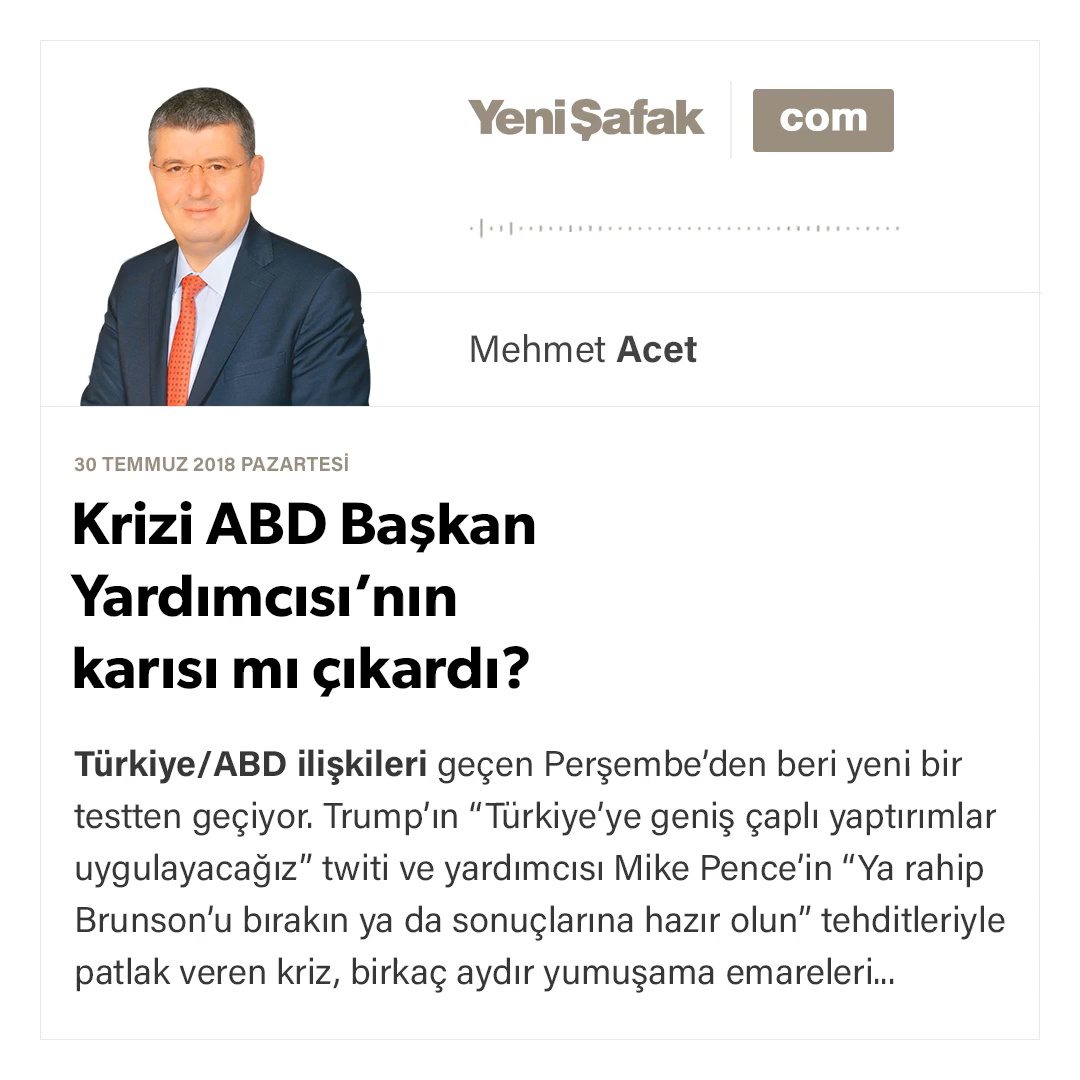 YeniŞafak com
Mehmet Acet
30 TEMMUZ 2018 PAZARTESİ
Krizi ABD Başkan
Yardımcısı’nın
karısı mı çıkardı?
Türkiye/ABD ilişkileri geçen Perşembe’den beri yeni bir
testten geçiyor. Trump’ın “Türkiye’ye geniş çaplı yaptırımlar
uygulayacağız” twiti ve yardımcısı Mike Pence’in “Ya rahip
Brunson’u bırakın ya da sonuçlarına hazır olun” tehditleriyle
patlak veren kriz, birkaç aydır yumuşama emareleri...